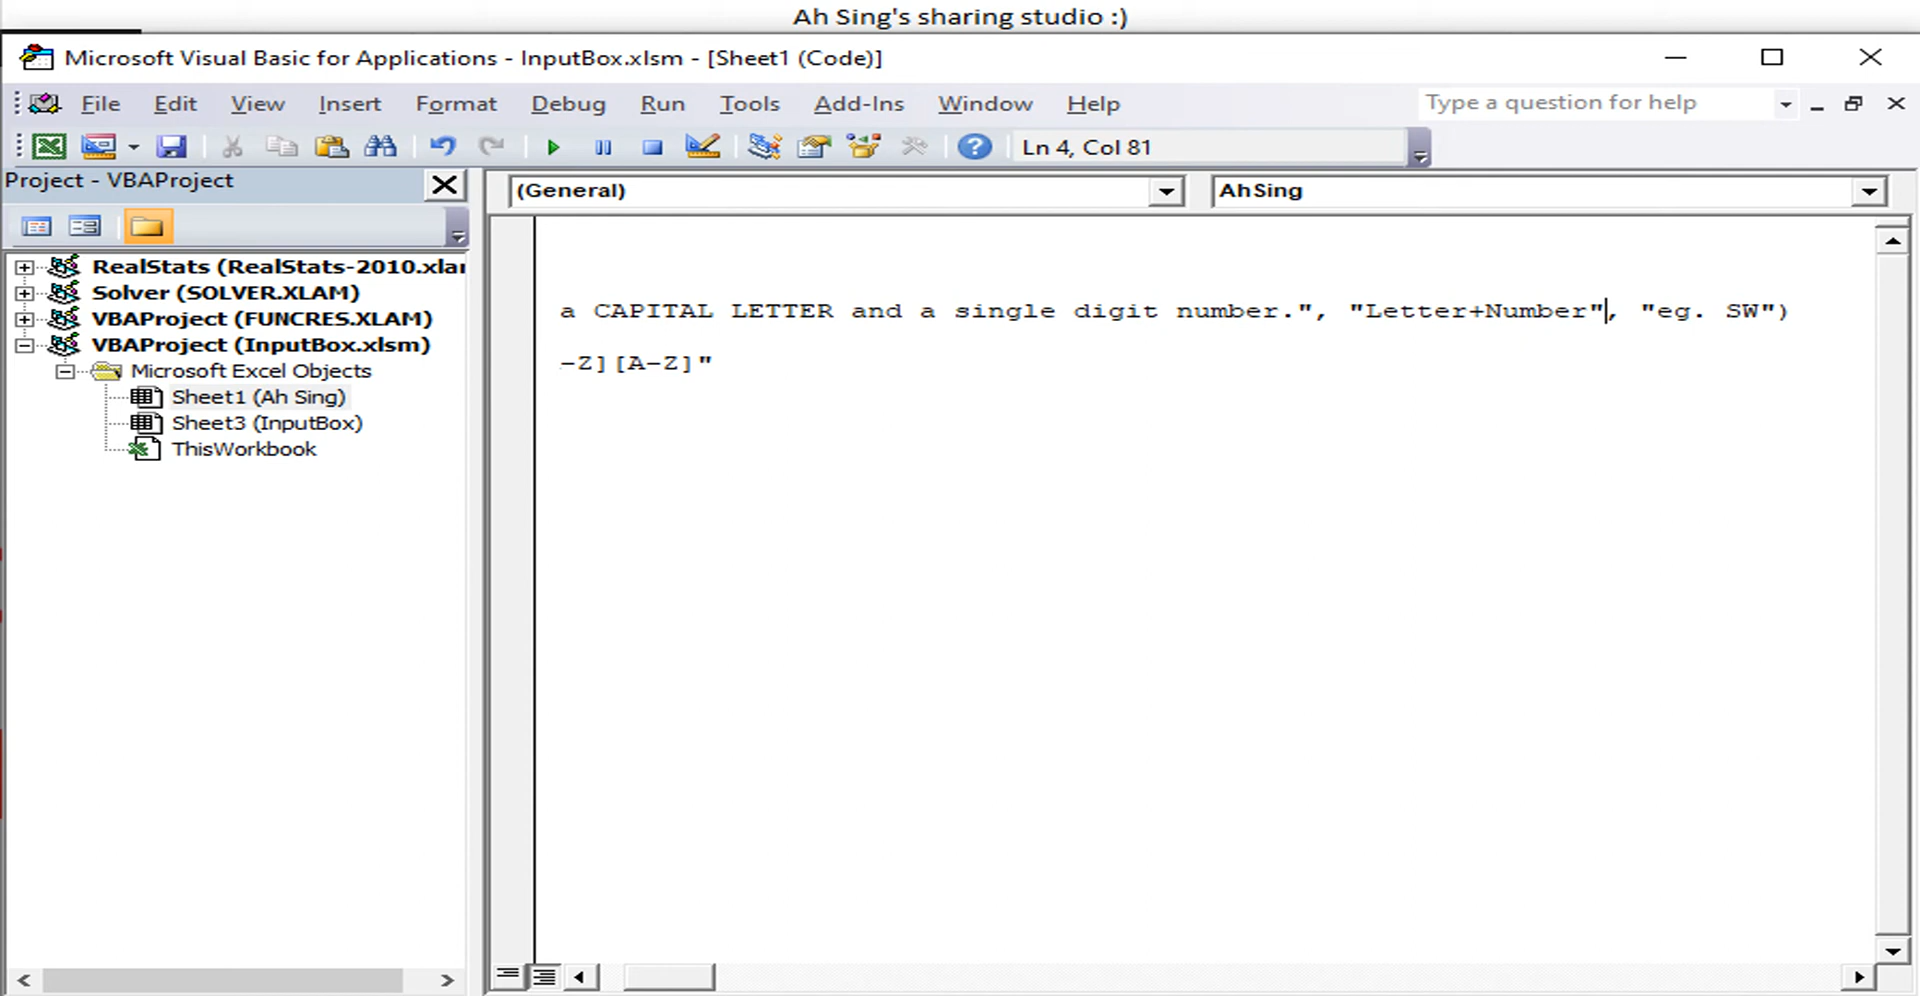 Ah Sing's sharing studio :)
Microsoft Visual Basic for Applications - InputBox.xlsm - [Sheet1 (Code)]
File Edit View Insert Format Debug Run Tools Add-Ins Window Help Type a question for help
Ln 4, Col 81
Project - VBAProject
(General) AhSing
RealStats (RealStats-2010.xlar
Solver (SOLVER.XLAM)
VBAProject (FUNCRES.XLAM)
VBAProject (InputBox.xlsm)
Microsoft Excel Objects
Sheet1 (Ah Sing)
Sheet3 (InputBox)
ThisWorkbook
a CAPITAL LETTER and a single digit number.", "Letter+Number", "eg. SW")
-Z][A-Z]"